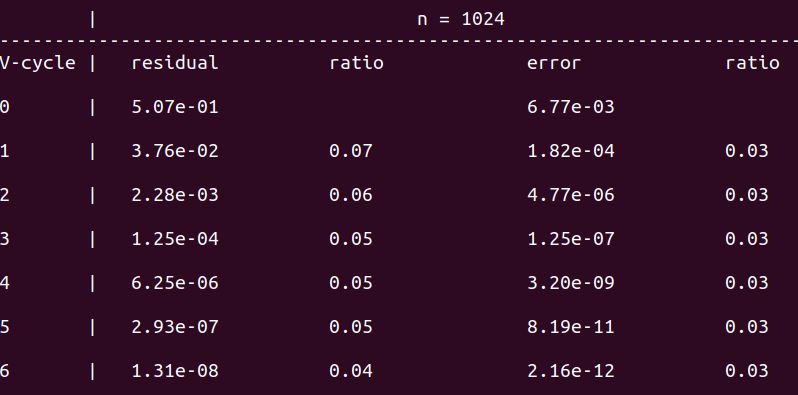 | n = 1024
--------------------------------------------------------------------------------
V-cycle | residual ratio error ratio
0 | 5.07e-01 6.77e-03
1 | 3.76e-02 0.07 1.82e-04 0.03
2 | 2.28e-03 0.06 4.77e-06 0.03
3 | 1.25e-04 0.05 1.25e-07 0.03
4 | 6.25e-06 0.05 3.20e-09 0.03
5 | 2.93e-07 0.05 8.19e-11 0.03
6 | 1.31e-08 0.04 2.16e-12 0.03